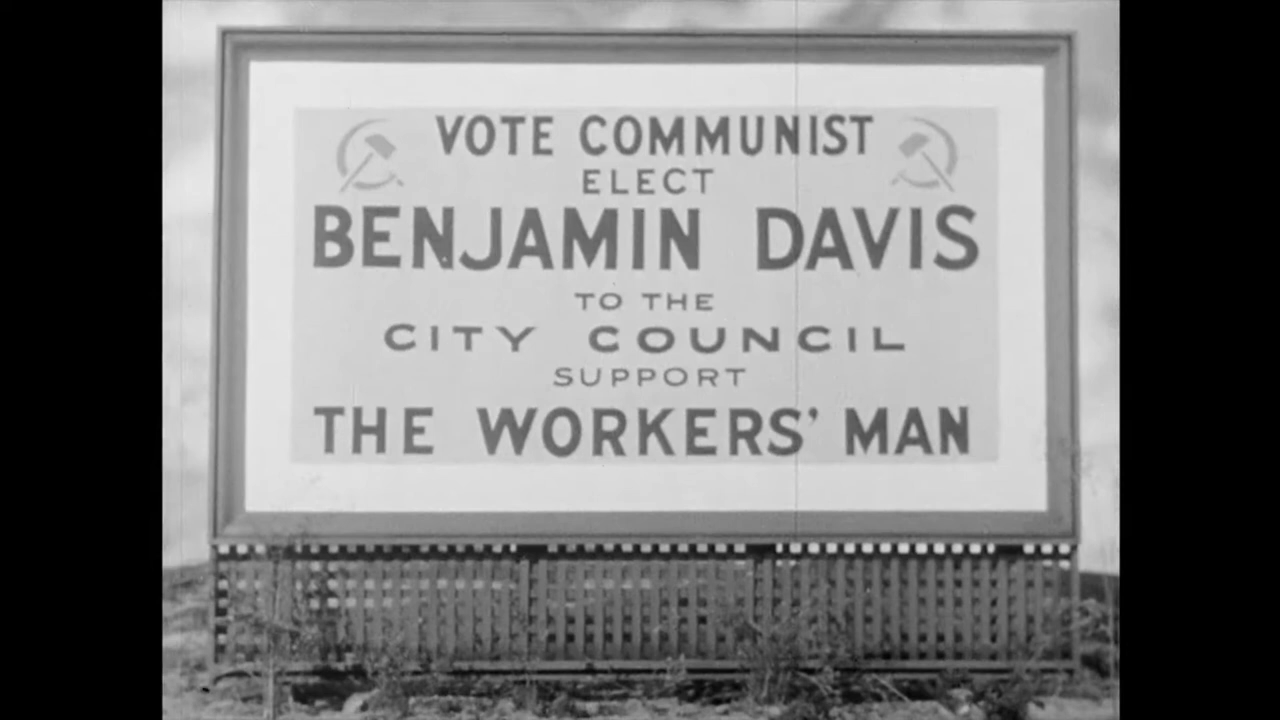 VOTE COMMUNIST
ELECT
BENJAMIN DAVIS
TO THE
CITY COUNCIL
SUPPORT
THE WORKERS' MAN